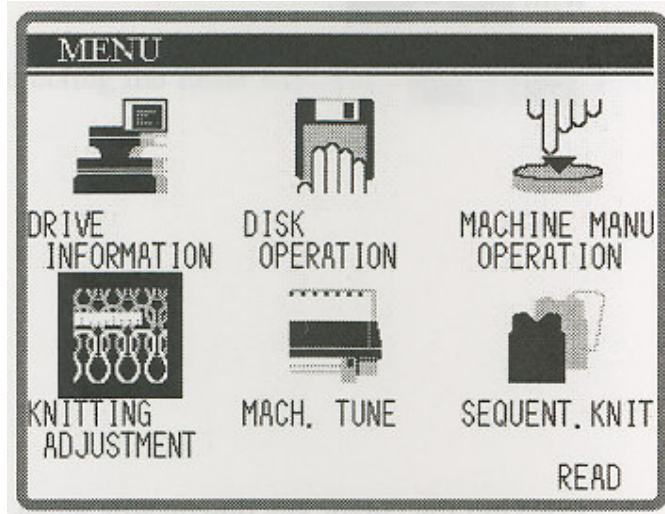 MENU
DRIVE
INFORMATION
DISK
OPERATION
MACHINE MANU
OPERATION
KNITTING
ADJUSTMENT
MACH. TUNE
SEQUENT.KNIT
READ